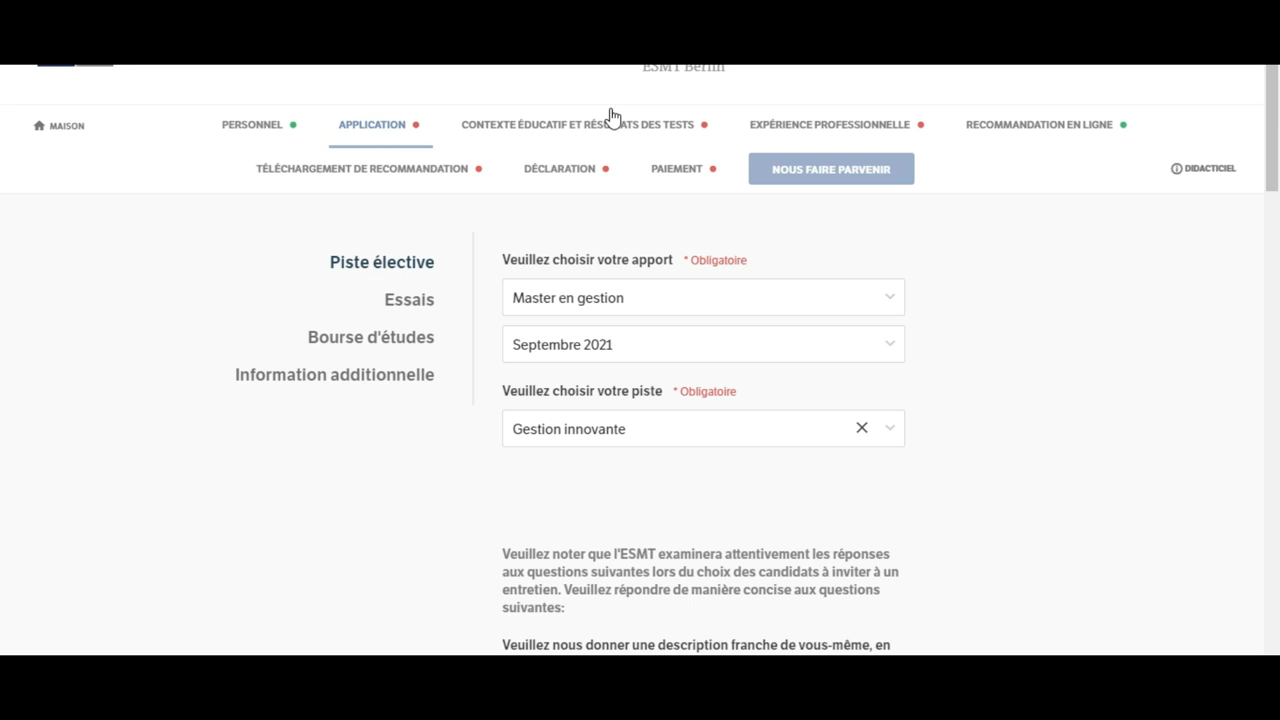 ESMT Berlin
MAISON
PERSONNEL
APPLICATION
CONTEXTE ÉDUCATIF ET RÉSULTATS DES TESTS
EXPÉRIENCE PROFESSIONNELLE
RECOMMANDATION EN LIGNE
TÉLÉCHARGEMENT DE RECOMMANDATION
DÉCLARATION
PAIEMENT
NOUS FAIRE PARVENIR
DIDACTICIEL
Piste élective
Essais
Bourse d'études
Information additionnelle
Veuillez choisir votre apport * Obligatoire
Master en gestion
Septembre 2021
Veuillez choisir votre piste * Obligatoire
Gestion innovante
Veuillez noter que l'ESMT examinera attentivement les réponses
aux questions suivantes lors du choix des candidats à inviter à un
entretien. Veuillez répondre de manière concise aux questions
suivantes:
Veuillez nous donner une description franche de vous-même, en